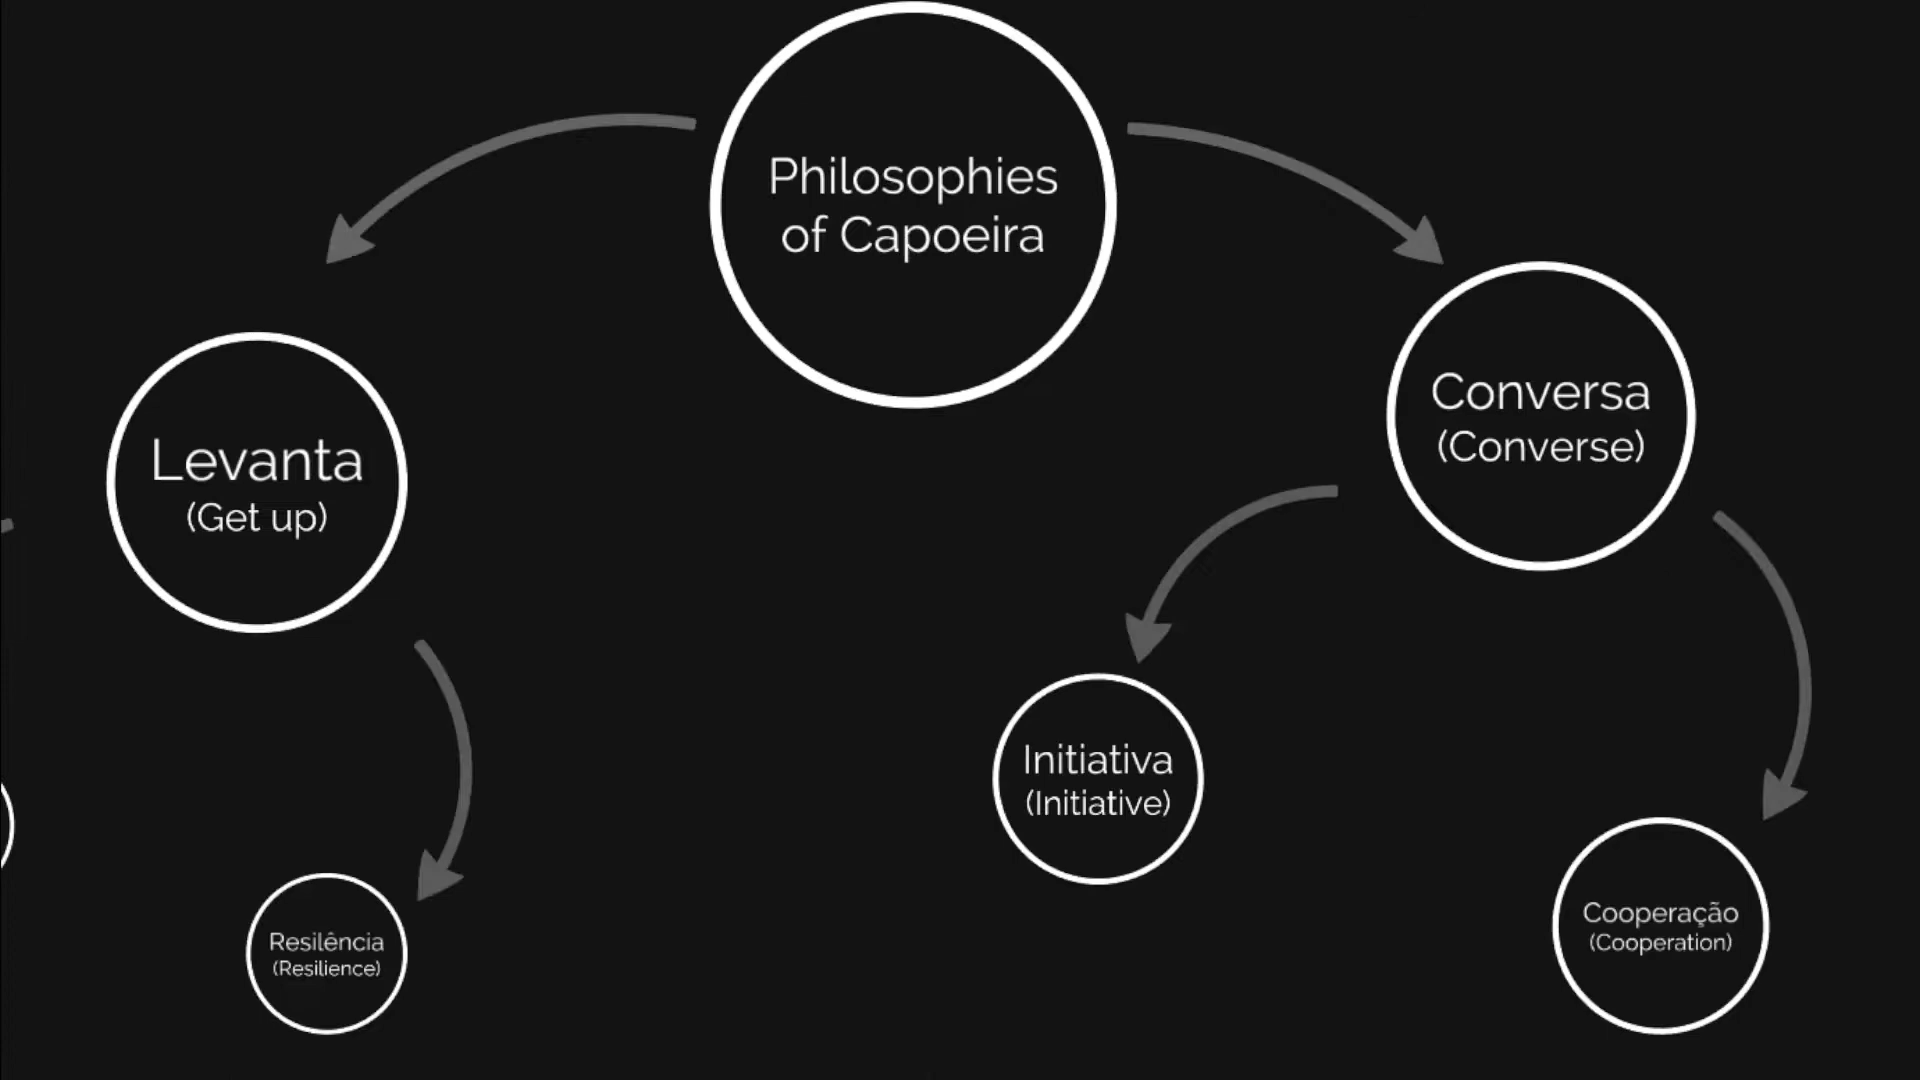 Philosophies
of Capoeira
Levanta
(Get up)
Conversa
(Converse)
Resilência
(Resilience)
Initiativa
(Initiative)
Cooperação
(Cooperation)